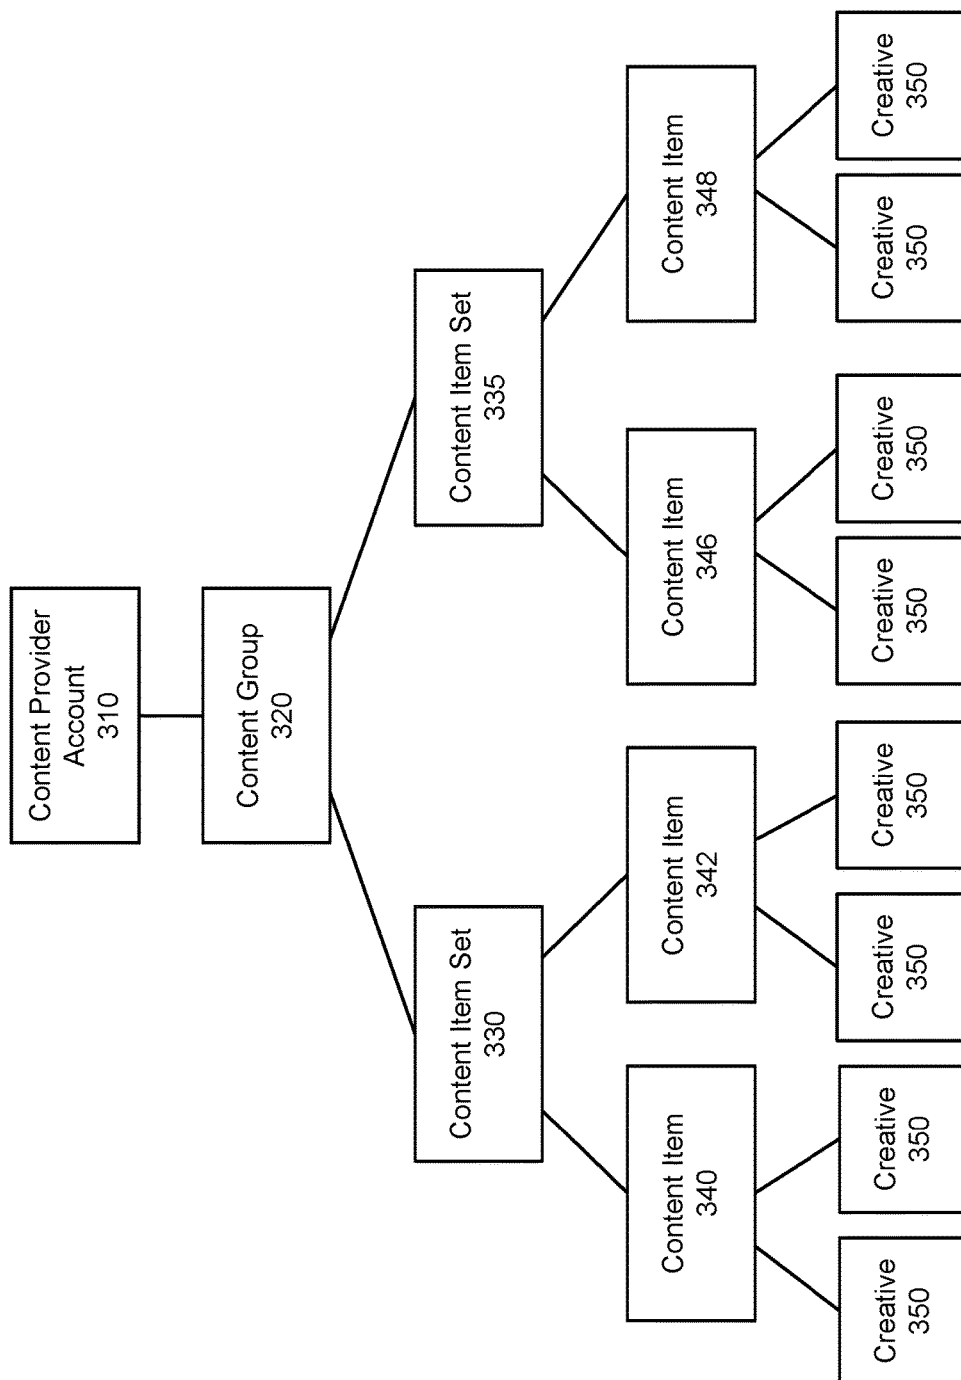 Content Provider
Account
310
Content Group
320
Content Item Set
330
Content Item Set
335
Content Item
340
Content Item
342
Content Item
346
Content Item
348
Creative
350
Creative
350
Creative
350
Creative
350
Creative
350
Creative
350
Creative
350
Creative
350